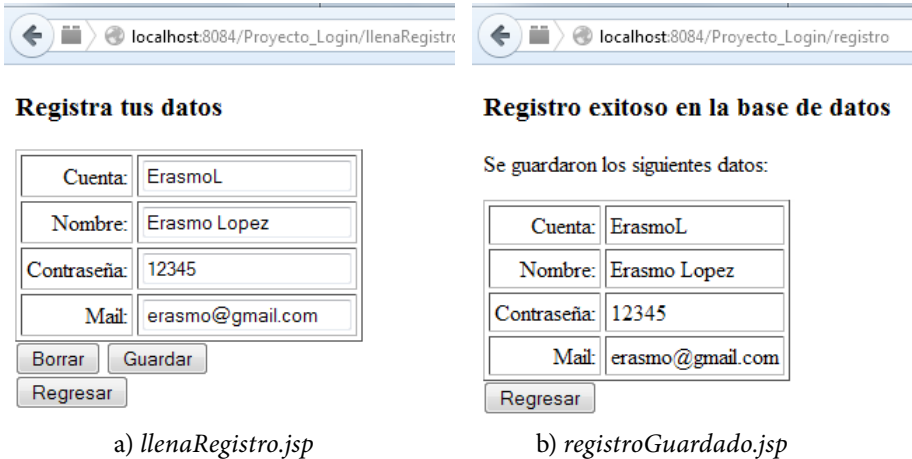 localhost:8084/Proyecto_Login/llenaRegistro
Registra tus datos
Cuenta: ErasmoL
Nombre: Erasmo Lopez
Contraseña: 12345
Mail: erasmo@gmail.com
Borrar Guardar
Regresar
a) llenaRegistro.jsp
localhost:8084/Proyecto_Login/registro
Registro exitoso en la base de datos
Se guardaron los siguientes datos:
Cuenta: ErasmoL
Nombre: Erasmo Lopez
Contraseña: 12345
Mail: erasmo@gmail.com
Regresar
b) registroGuardado.jsp